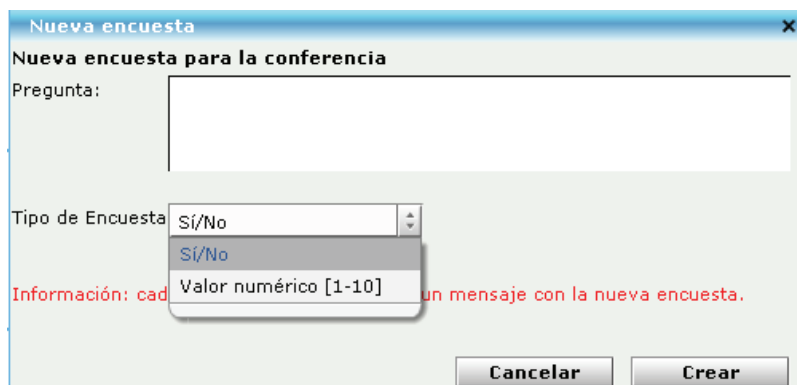 Nueva encuesta
Nueva encuesta para la conferencia
Pregunta:
Tipo de Encuesta Sí/No
Sí/No
Valor numérico [1-10]
Información: cad un mensaje con la nueva encuesta.
Cancelar Crear